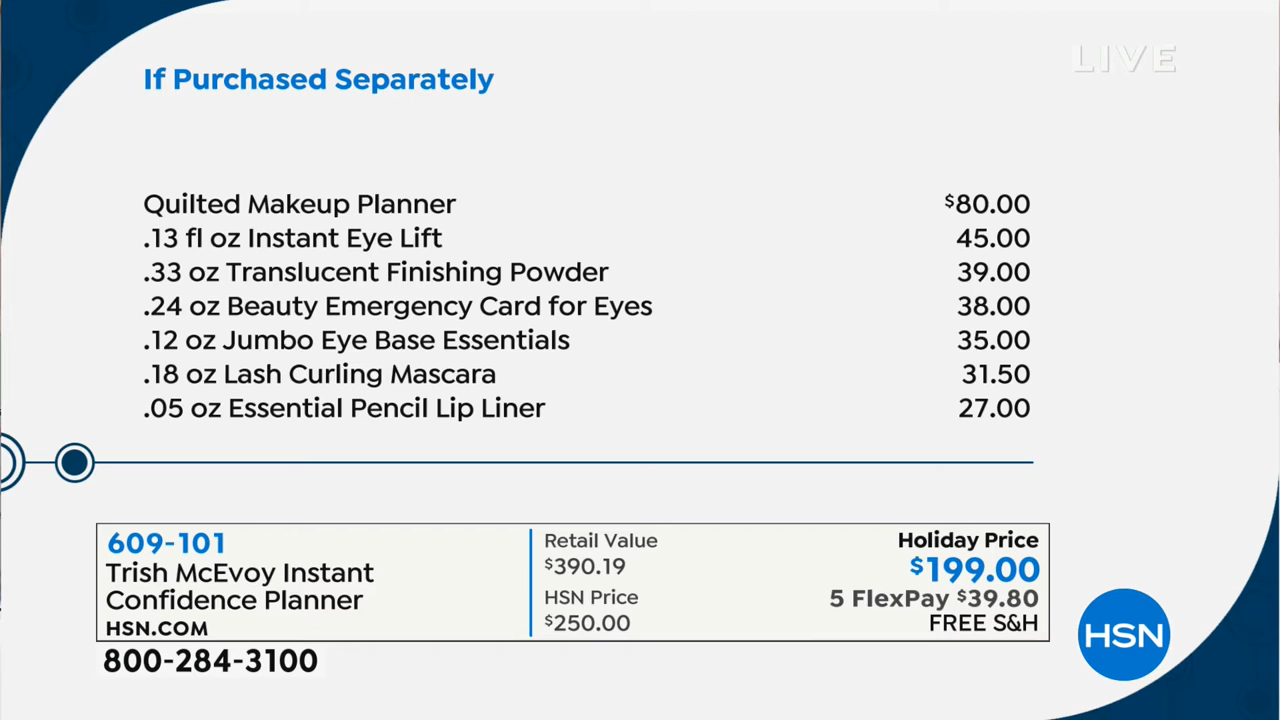 LIVE
If Purchased Separately
Quilted Makeup Planner $80.00
.13 fl oz Instant Eye Lift 45.00
.33 oz Translucent Finishing Powder 39.00
.24 oz Beauty Emergency Card for Eyes 38.00
.12 oz Jumbo Eye Base Essentials 35.00
.18 oz Lash Curling Mascara 31.50
.05 oz Essential Pencil Lip Liner 27.00
609-101
Trish McEvoy Instant
Confidence Planner
HSN.COM
Retail Value
$390.19
HSN Price
$250.00
Holiday Price
$199.00
5 FlexPay $39.80
FREE S&H
800-284-3100
HSN